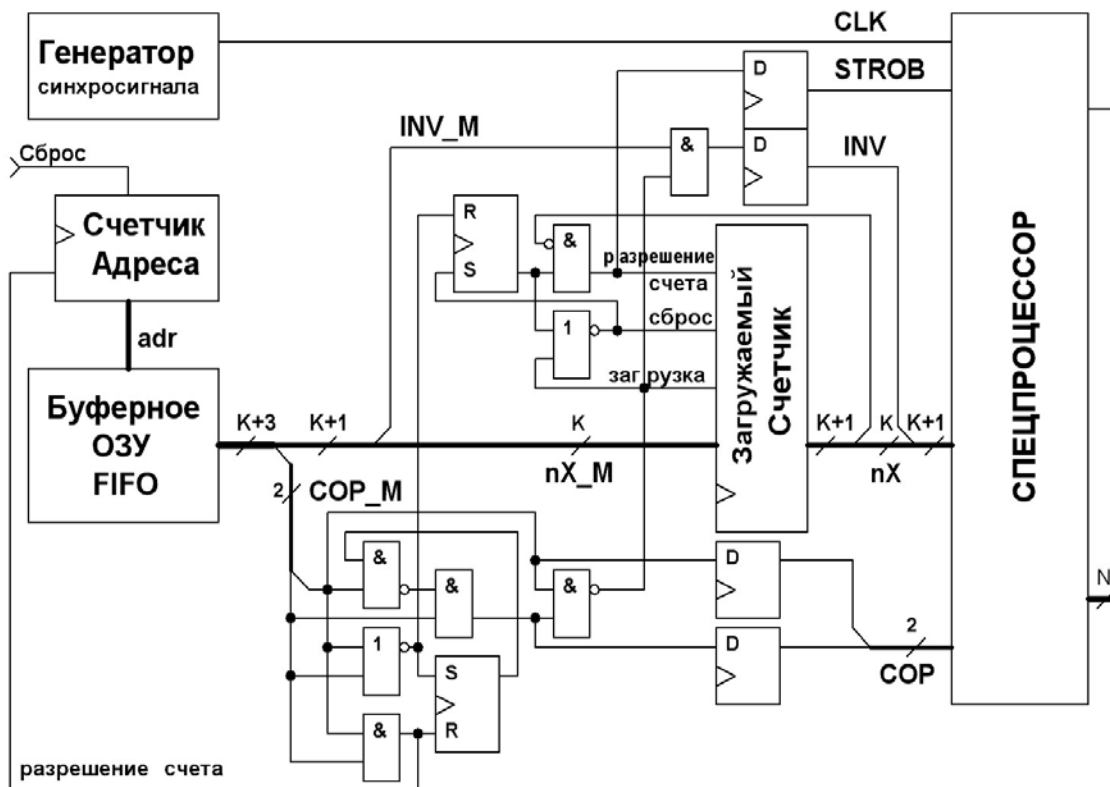 CLK
Генератор
синхросигнала
D
STROB
INV_M
&
D
INV
Сброс
Счетчик
Адреса
R
S
&
разрешение
счета
1
сброс
загрузка
Загружаемый
Счетчик
СПЕЦПРОЦЕССОР
adr
Буферное
ОЗУ
FIFO
K+3
K+1
K
nX_M
K+1
K
K+1
nX
2
COP_M
&
&
&
D
N
1
S
R
D
2
COP
&
разрешение счета